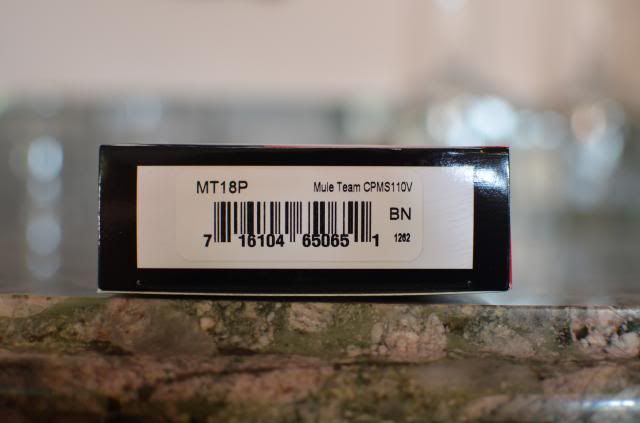 MT18P Mule Team CPMS110V
BN
7 16104 65065 1 1262